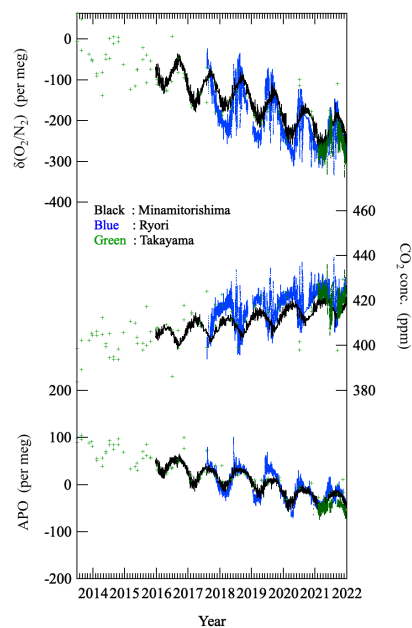 δ(O2/N2) (per meg)
0
-100
-200
-300
-400
Black : Minamitorishima
Blue : Ryori
Green : Takayama
460
440
420
400
380
CO2 conc. (ppm)
200
100
0
-100
-200
APO (per meg)
2014 2015 2016 2017 2018 2019 2020 2021 2022
Year